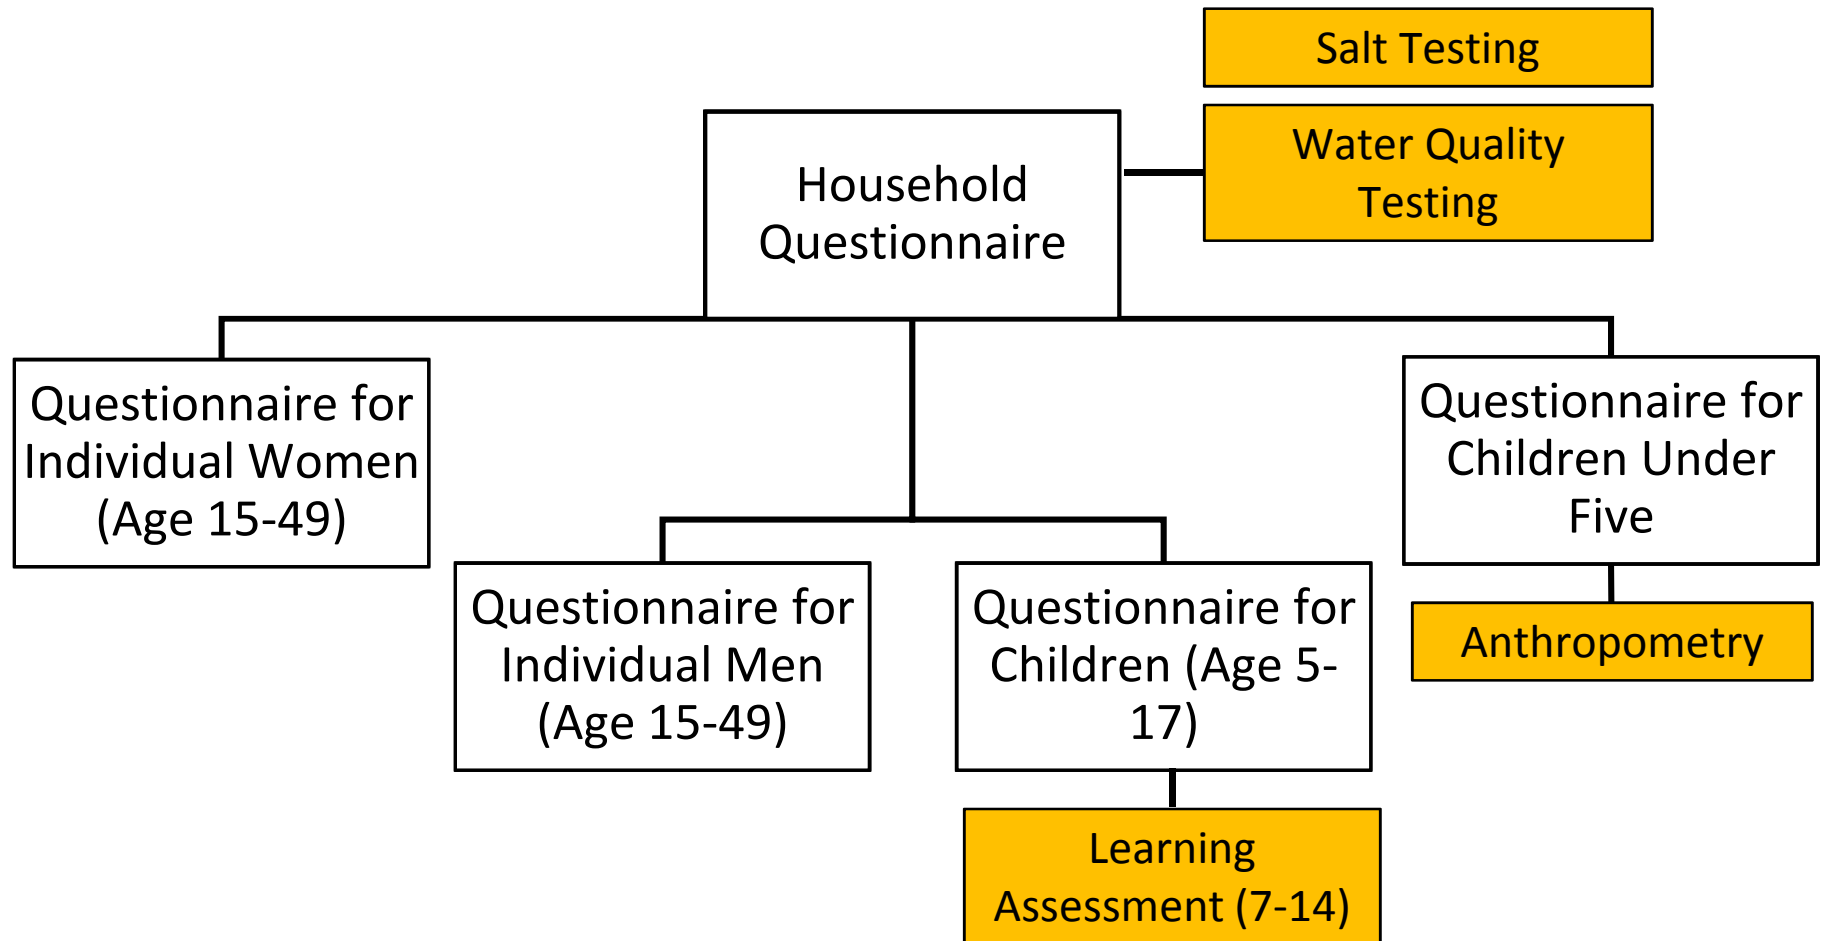 Salt Testing
Water Quality
Testing
Household
Questionnaire
Questionnaire for
Individual Women
(Age 15-49)
Questionnaire for
Individual Men
(Age 15-49)
Questionnaire for
Children (Age 5-
17)
Learning
Assessment (7-14)
Questionnaire for
Children Under
Five
Anthropometry